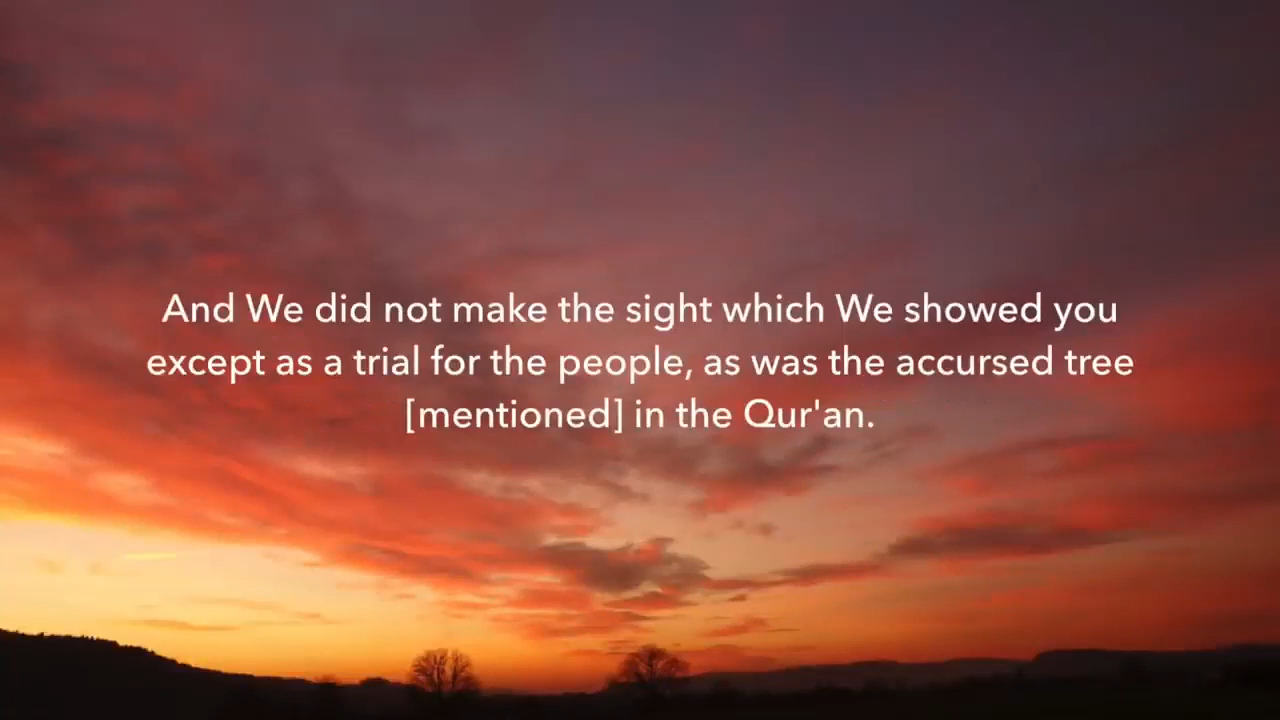 And We did not make the sight which We showed you
except as a trial for the people, as was the accursed tree
[mentioned] in the Qur'an.